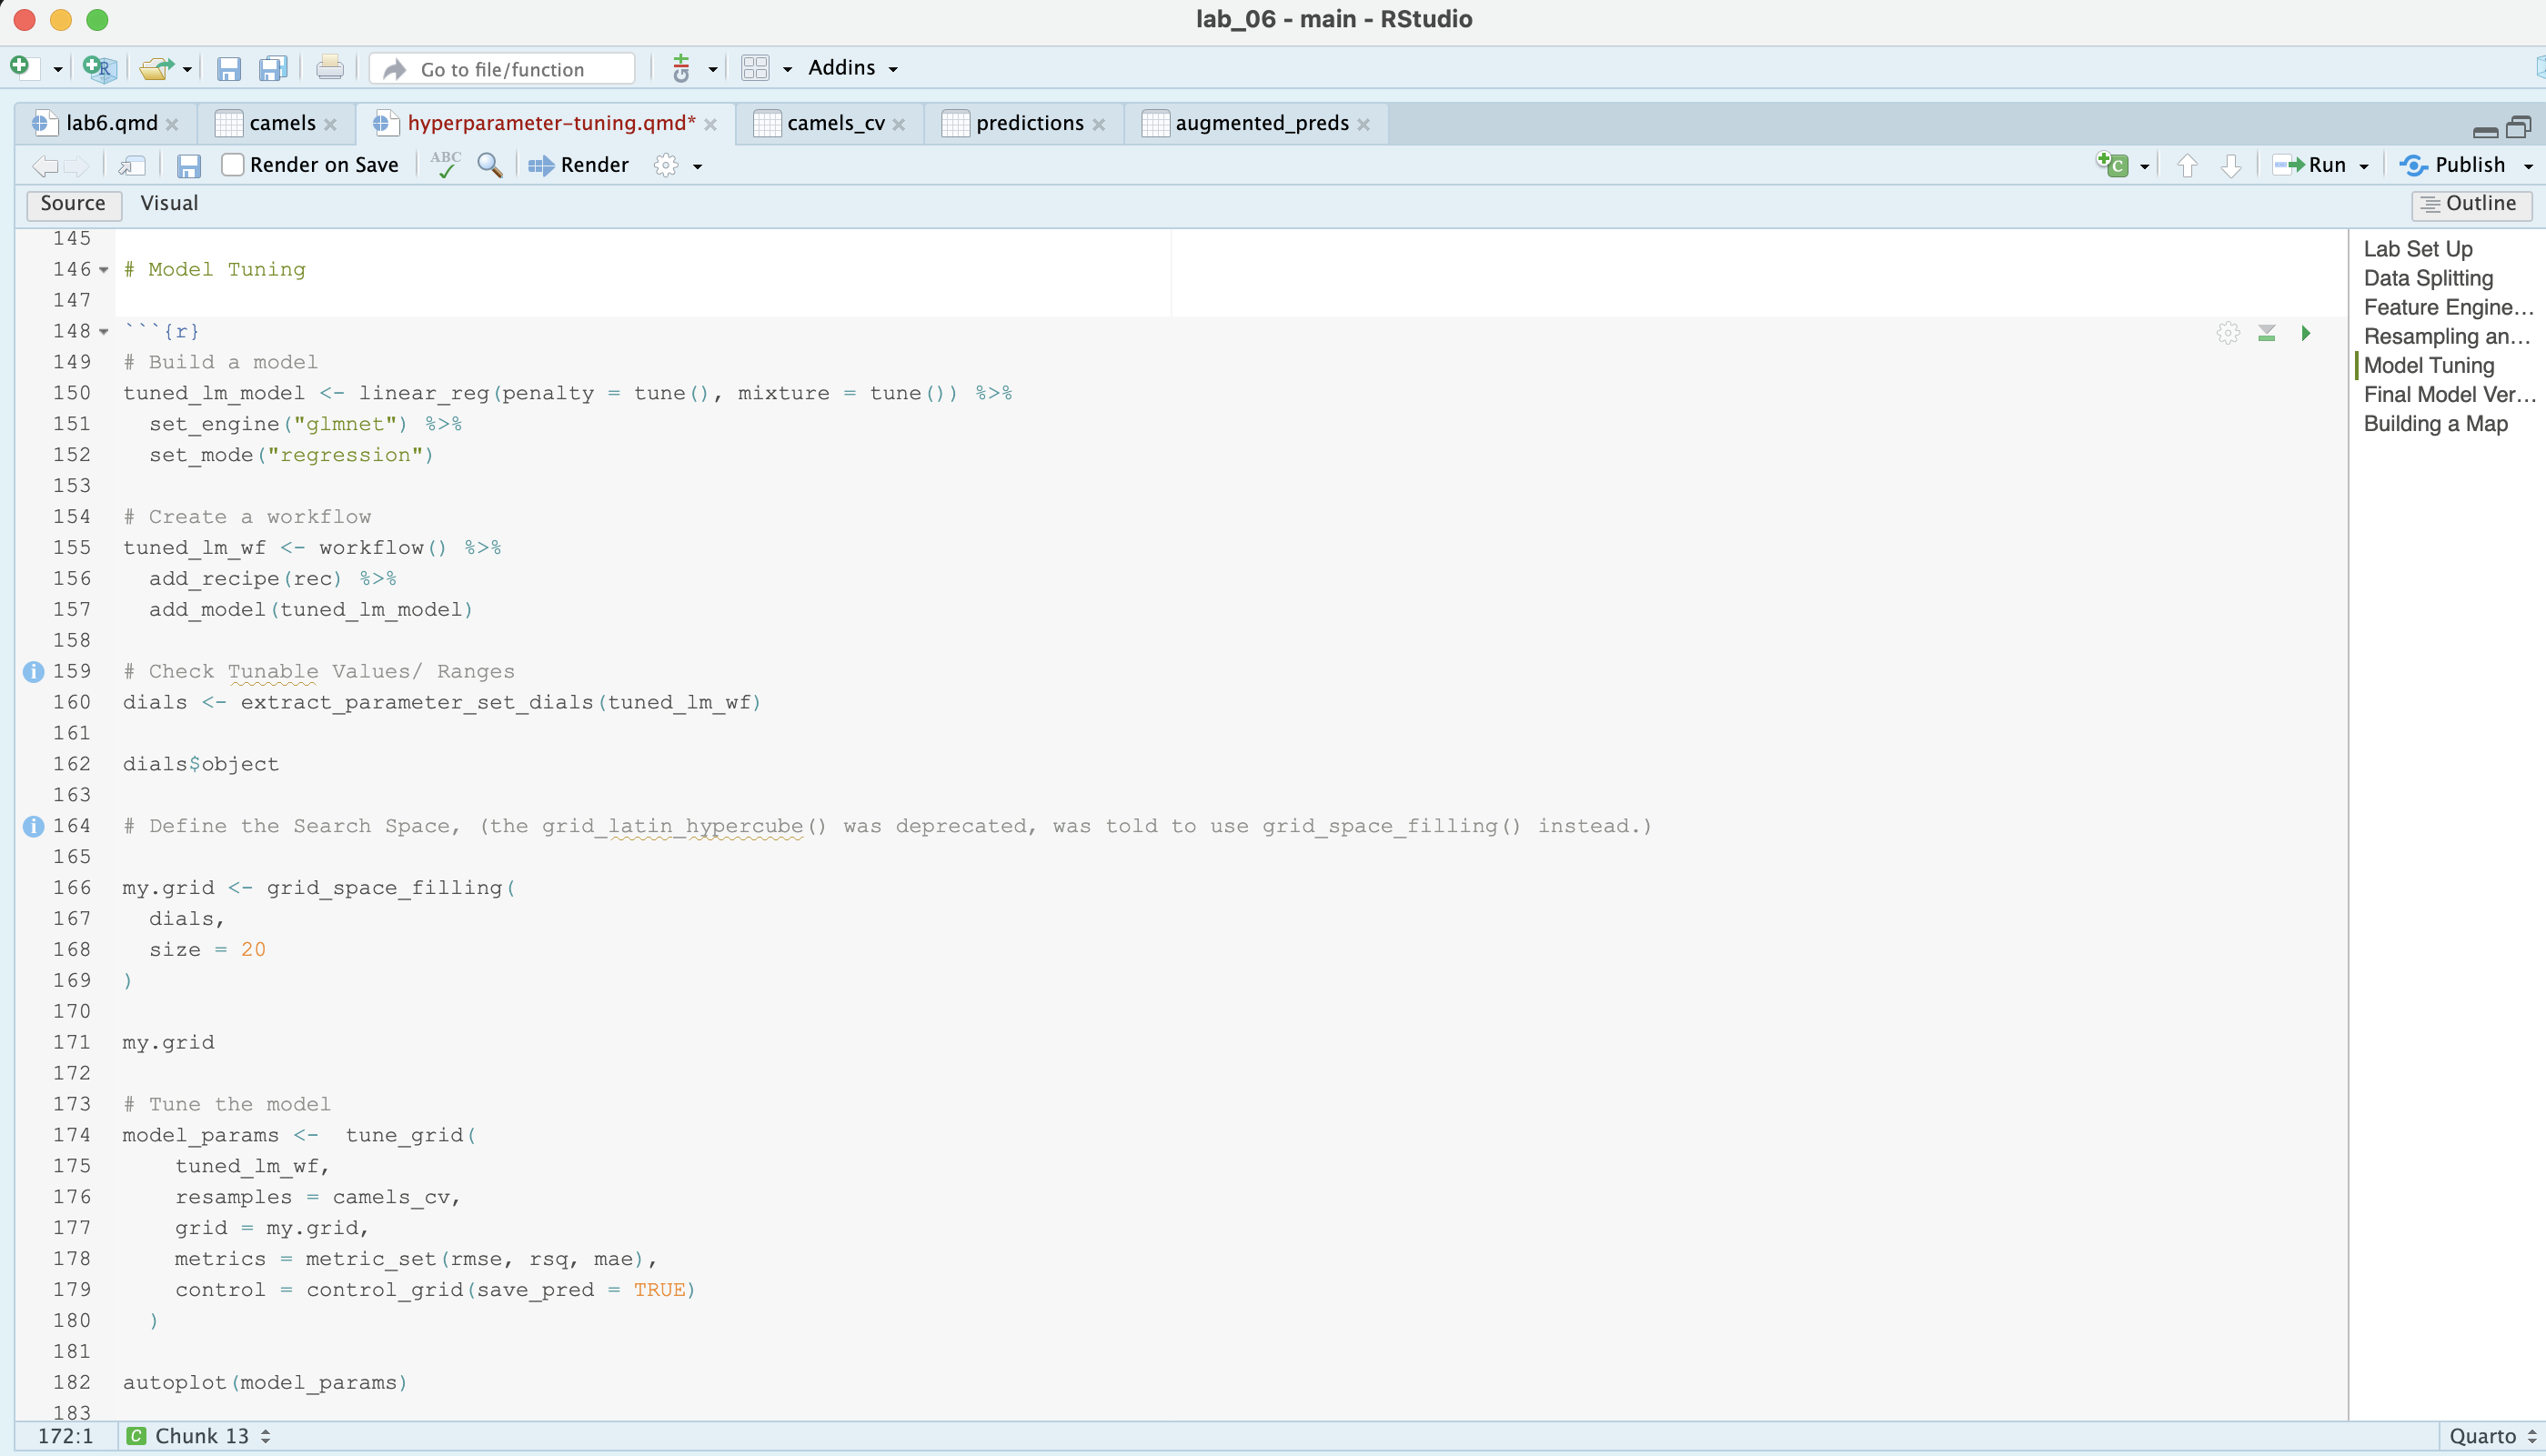 lab_06 - main - RStudio
Go to file/function
Addins
lab6.qmd
camels
hyperparameter-tuning.qmd*
camels_cv
predictions
augmented_preds
Render on Save
ABC
Render
Run
Publish
Source
Visual
Outline
145
146 # Model Tuning
147
148 ```{r}
149 # Build a model
150 tuned_lm_model <- linear_reg(penalty = tune(), mixture = tune()) %>%
151 set_engine("glmnet") %>%
152 set_mode("regression")
153
154 # Create a workflow
155 tuned_lm_wf <- workflow() %>%
156 add_recipe(rec) %>%
157 add_model(tuned_lm_model)
158
159 # Check Tunable Values/ Ranges
160 dials <- extract_parameter_set_dials(tuned_lm_wf)
161
162 dials$object
163
164 # Define the Search Space, (the grid_latin_hypercube() was deprecated, was told to use grid_space_filling() instead.)
165
166 my.grid <- grid_space_filling(
167 dials,
168 size = 20
169 )
170
171 my.grid
172
173 # Tune the model
174 model_params <-  tune_grid(
175 tuned_lm_wf,
176 resamples = camels_cv,
177 grid = my.grid,
178 metrics = metric_set(rmse, rsq, mae),
179 control = control_grid(save_pred = TRUE)
180 )
181
182 autoplot(model_params)
183
Lab Set Up
Data Splitting
Feature Engine...
Resampling an...
Model Tuning
Final Model Ver...
Building a Map
172:1
C Chunk 13
Quarto